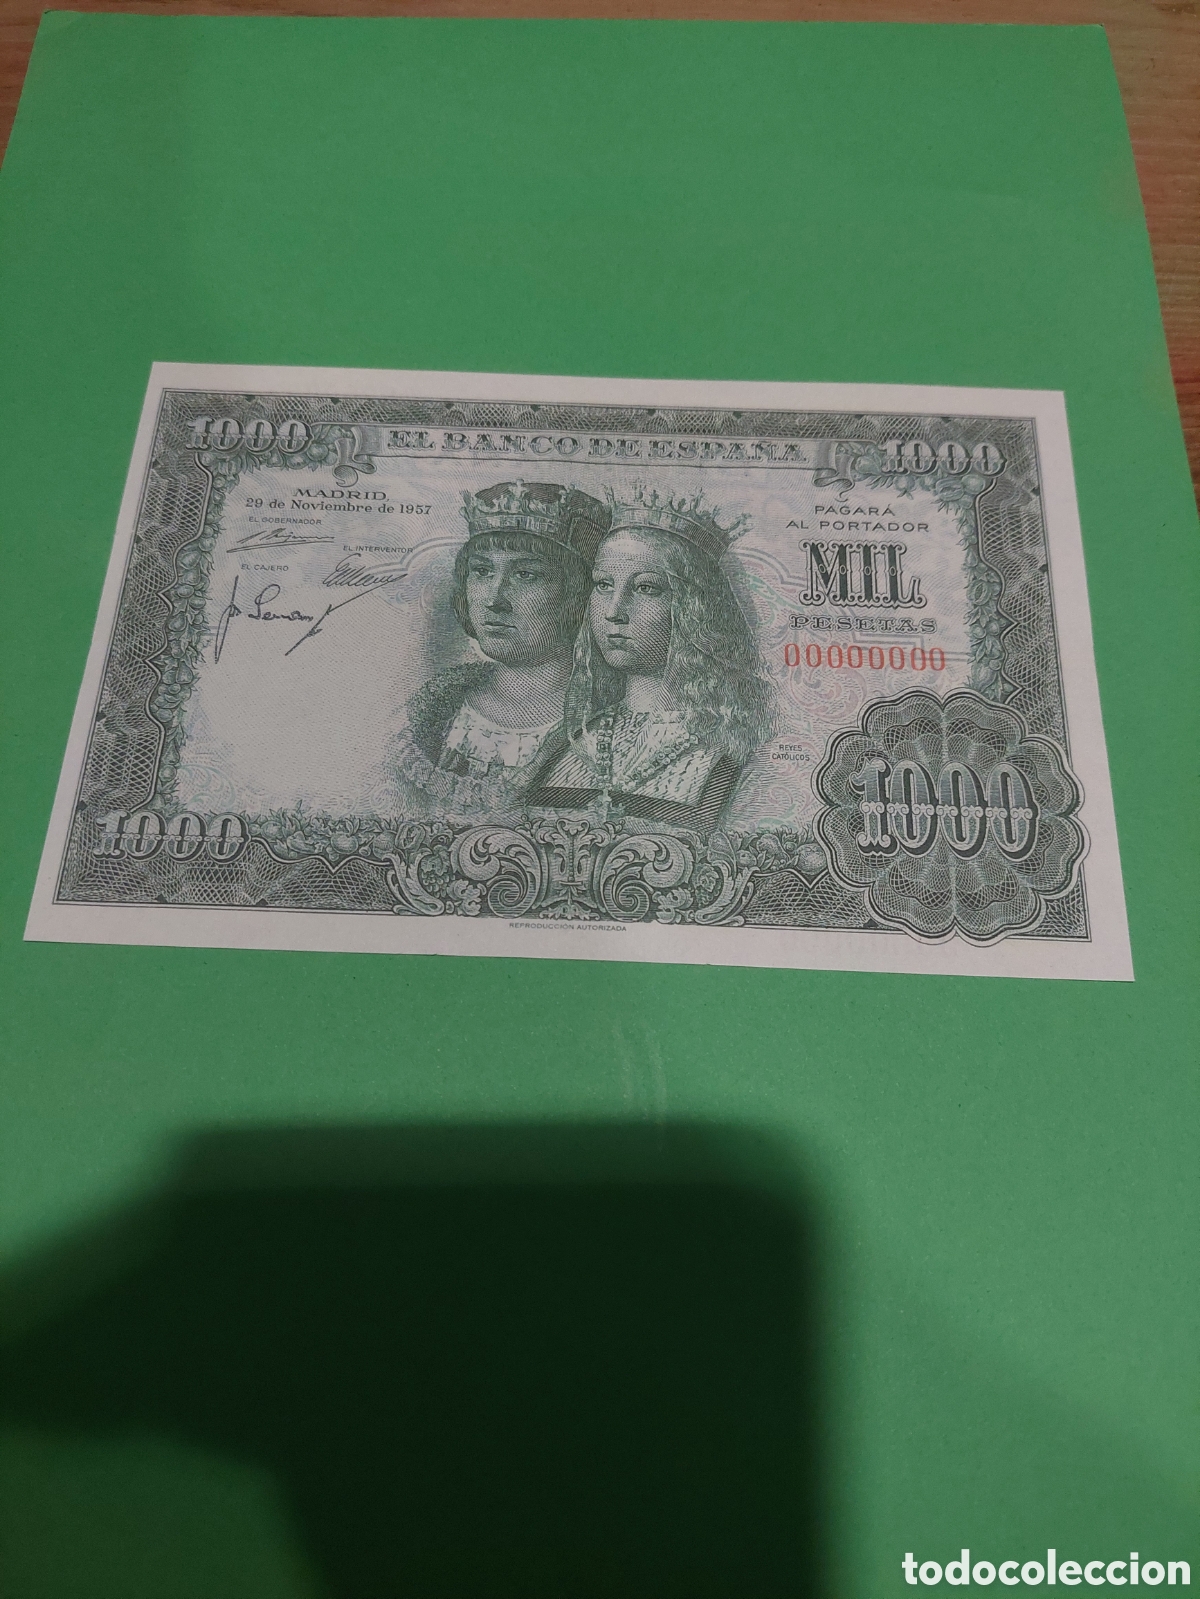 1000
EL BANCO DE ESPAÑA
1000
MADRID,
29 de Noviembre de 1957
EL GOBERNADOR
EL INTERVENTOR
EL CAJERO
PAGARÁ
AL PORTADOR
MIL
PESETAS
00000000
REYES
CATÓLICOS
1000
1000
REPRODUCCIÓN AUTORIZADA
todocoleccion